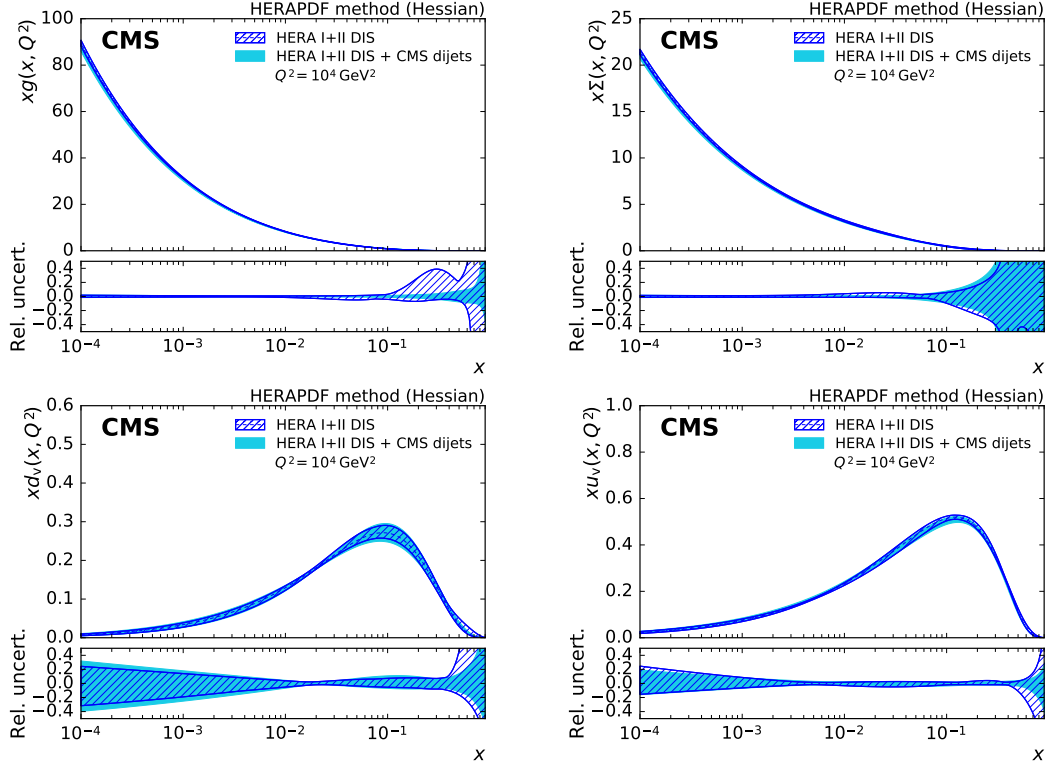 HERAPDF method (Hessian)
CMS
HERA I+II DIS
HERA I+II DIS + CMS dijets
Q² = 10⁴ GeV²
xg(x, Q²)
100
80
60
40
20
0
Rel. uncert.
0.4
0.2
0.0
−0.2
−0.4
10⁻⁴ 10⁻³ 10⁻² 10⁻¹
x
HERAPDF method (Hessian)
CMS
HERA I+II DIS
HERA I+II DIS + CMS dijets
Q² = 10⁴ GeV²
xΣ(x, Q²)
25
20
15
10
5
0
Rel. uncert.
0.4
0.2
0.0
−0.2
−0.4
10⁻⁴ 10⁻³ 10⁻² 10⁻¹
x
HERAPDF method (Hessian)
CMS
HERA I+II DIS
HERA I+II DIS + CMS dijets
Q² = 10⁴ GeV²
xdᵥ(x, Q²)
0.6
0.5
0.4
0.3
0.2
0.1
0.0
Rel. uncert.
0.4
0.2
0.0
−0.2
−0.4
10⁻⁴ 10⁻³ 10⁻² 10⁻¹
x
HERAPDF method (Hessian)
CMS
HERA I+II DIS
HERA I+II DIS + CMS dijets
Q² = 10⁴ GeV²
xuᵥ(x, Q²)
1.0
0.8
0.6
0.4
0.2
0.0
Rel. uncert.
0.4
0.2
0.0
−0.2
−0.4
10⁻⁴ 10⁻³ 10⁻² 10⁻¹
x